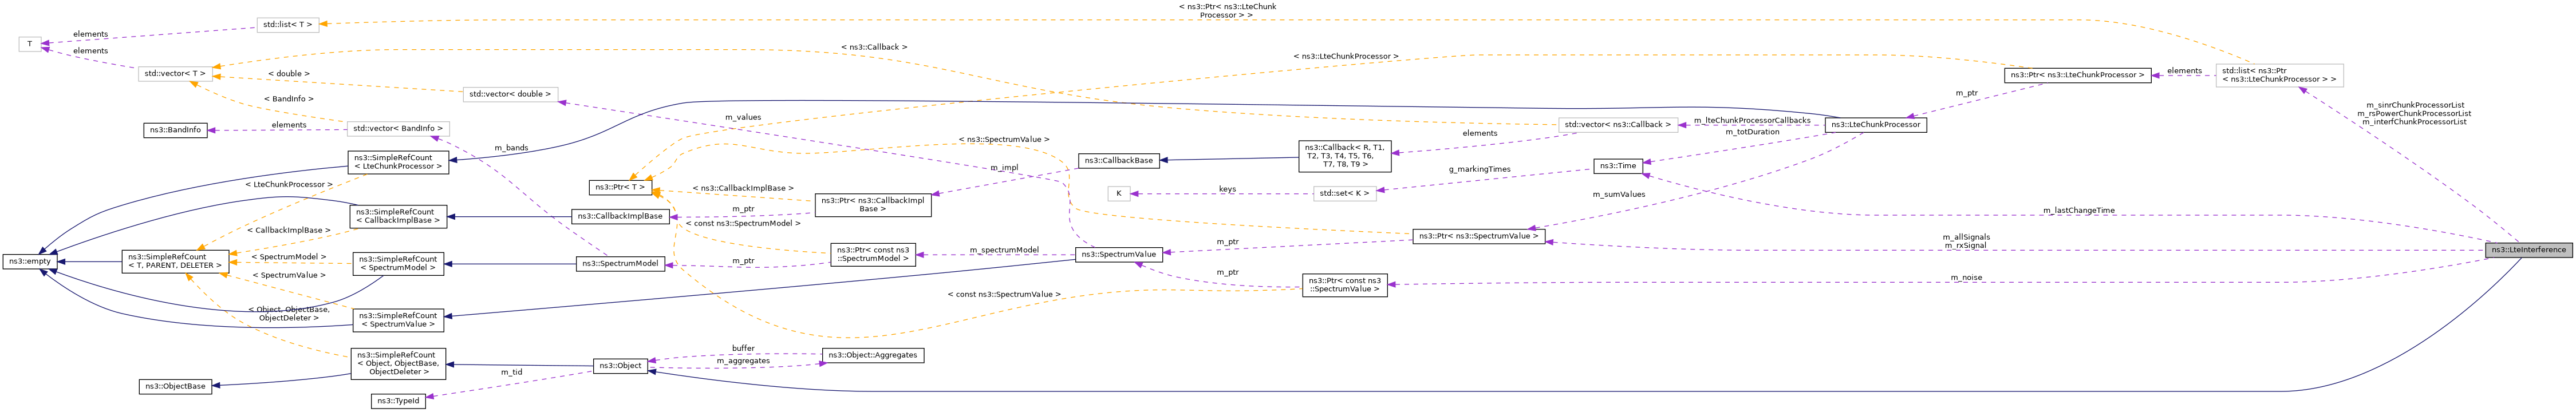 < ns3::Ptr< ns3::LteChunk
Processor > >
std::list< T >
elements
T
elements
std::vector< T >
< double >
< BandInfo >
< ns3::Callback >
< ns3::LteChunkProcessor >
ns3::Ptr< ns3::LteChunkProcessor >
elements
std::list< ns3::Ptr
< ns3::LteChunkProcessor > >
std::vector< double >
m_ptr
m_sinrChunkProcessorList
m_rsPowerChunkProcessorList
m_interfChunkProcessorList
ns3::BandInfo
elements
std::vector< BandInfo >
m_values
std::vector< ns3::Callback >
m_lteChunkProcessorCallbacks
ns3::LteChunkProcessor
m_totDuration
elements
< ns3::SpectrumValue >
m_bands
ns3::SimpleRefCount
< LteChunkProcessor >
ns3::CallbackBase
ns3::Callback< R, T1,
T2, T3, T4, T5, T6,
T7, T8, T9 >
m_impl
ns3::Time
g_markingTimes
< LteChunkProcessor >
ns3::Ptr< T >
< ns3::CallbackImplBase >
K
keys
std::set< K >
m_sumValues
ns3::Ptr< ns3::CallbackImpl
Base >
m_ptr
ns3::SimpleRefCount
< CallbackImplBase >
ns3::CallbackImplBase
m_lastChangeTime
< const ns3::SpectrumModel >
< CallbackImplBase >
ns3::Ptr< ns3::SpectrumValue >
m_allSignals
m_rxSignal
ns3::LteInterference
m_ptr
ns3::empty
ns3::SimpleRefCount
< T, PARENT, DELETER >
< SpectrumModel >
ns3::SimpleRefCount
< SpectrumModel >
ns3::SpectrumModel
m_ptr
ns3::Ptr< const ns3
::SpectrumModel >
m_spectrumModel
ns3::SpectrumValue
m_ptr
ns3::Ptr< const ns3
::SpectrumValue >
m_noise
< SpectrumValue >
< const ns3::SpectrumValue >
< Object, ObjectBase,
ObjectDeleter >
ns3::SimpleRefCount
< SpectrumValue >
ns3::SimpleRefCount
< Object, ObjectBase,
ObjectDeleter >
buffer
m_aggregates
ns3::Object::Aggregates
ns3::Object
m_tid
ns3::ObjectBase
ns3::TypeId